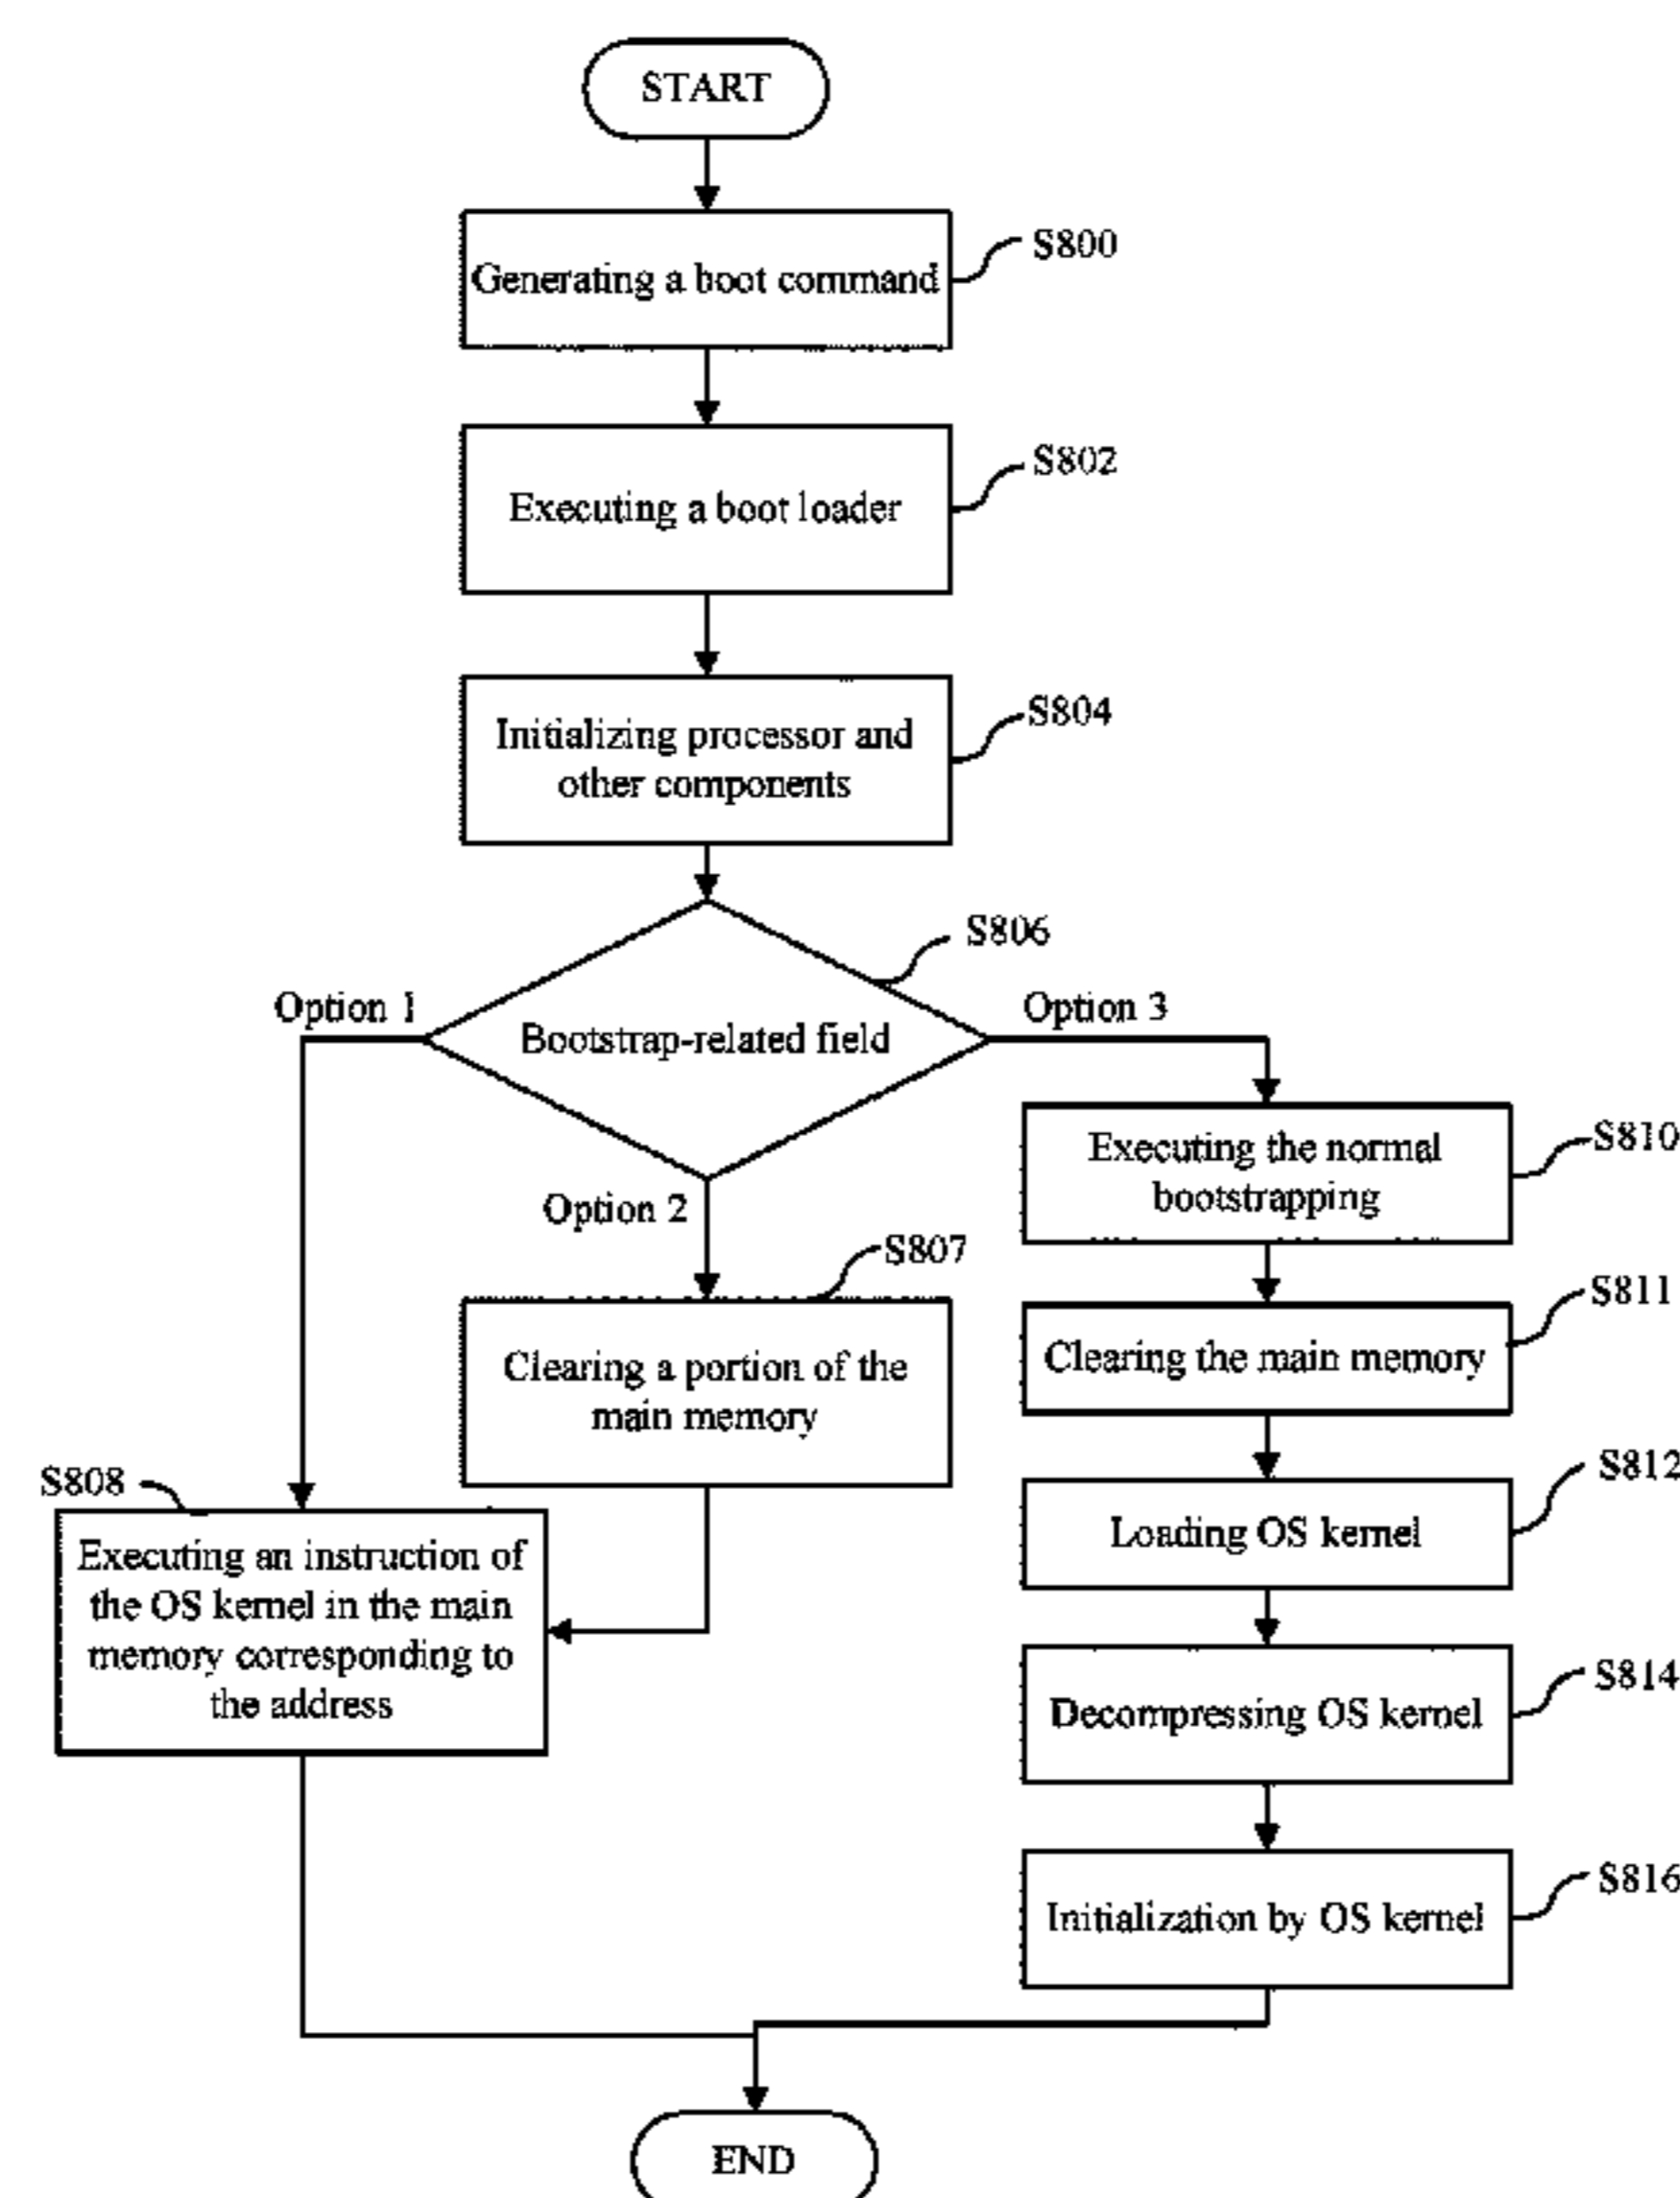 START
Generating a boot command
S800
Executing a boot loader
S802
Initializing processor and
other components
S804
S806
Option 1
Bootstrap-related field
Option 3
Option 2
Executing the normal
bootstrapping
S810
S807
Clearing a portion of the
main memory
S811
Clearing the main memory
S808
Executing an instruction of
the OS kernel in the main
memory corresponding to
the address
S812
Loading OS kernel
S814
Decompressing OS kernel
S816
Initialization by OS kernel
END